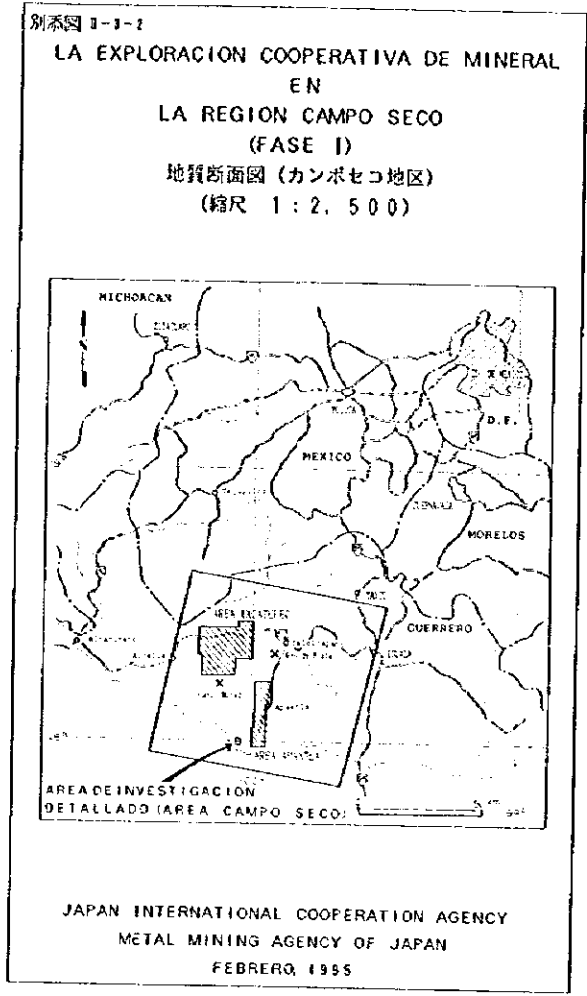 別添図 II-3-2
LA EXPLORACION COOPERATIVA DE MINERAL
EN
LA REGION CAMPO SECO
(FASE I)
地質断面図 (カンポセコ地区)
(縮尺 1:2,500)
MICHOACAN
D.F.
MEXICO
MORELOS
GUERRERO
AREA DE INVESTIGACION
DETALLADO (AREA CAMPO SECO)
JAPAN INTERNATIONAL COOPERATION AGENCY
METAL MINING AGENCY OF JAPAN
FEBRERO, 1995